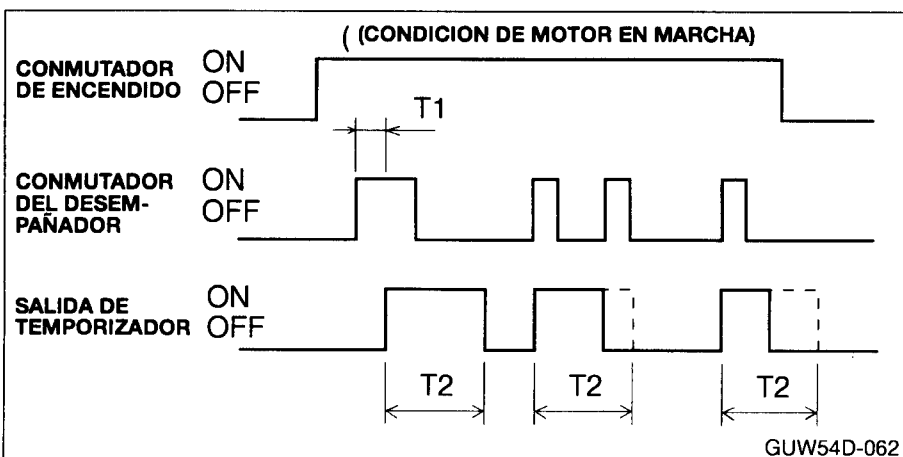 ( (CONDICION DE MOTOR EN MARCHA)
CONMUTADOR
DE ENCENDIDO
ON
OFF
T1
CONMUTADOR
DEL DESEM-
PAÑADOR
ON
OFF
SALIDA DE
TEMPORIZADOR
ON
OFF
T2
T2
T2
GUW54D-062